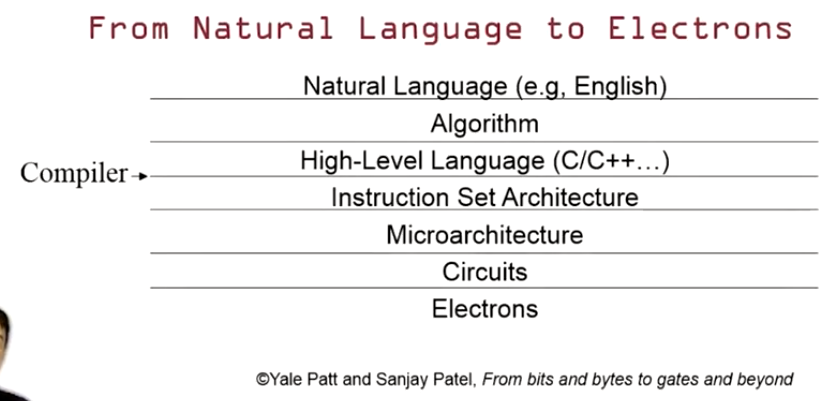 From Natural Language to Electrons
Natural Language (e.g, English)
Algorithm
High-Level Language (C/C++...)
Compiler
Instruction Set Architecture
Microarchitecture
Circuits
Electrons
©Yale Patt and Sanjay Patel, From bits and bytes to gates and beyond